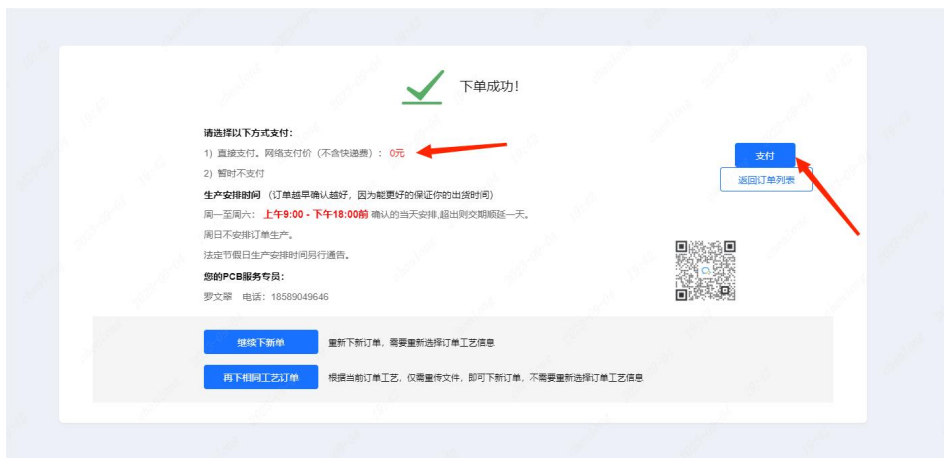 下单成功！
请选择以下方式支付：
1) 直接支付。网络支付价（不含快递费）： 0元
2) 暂时不支付
支付
返回订单列表
生产安排时间 （订单越早确认越好，因为能更好的保证你的出货时间）
周一至周六： 上午9:00 - 下午18:00前 确认的当天安排,超出则交期顺延一天。
周日不安排订单生产。
法定节假日生产安排时间另行通告。
您的PCB服务专员：
罗文翠 电话：18589049646
继续下新单 重新下新订单，需要重新选择订单工艺信息
再下相同工艺订单 根据当前订单工艺，仅需重传文件，即可下新订单，不需要重新选择订单工艺信息